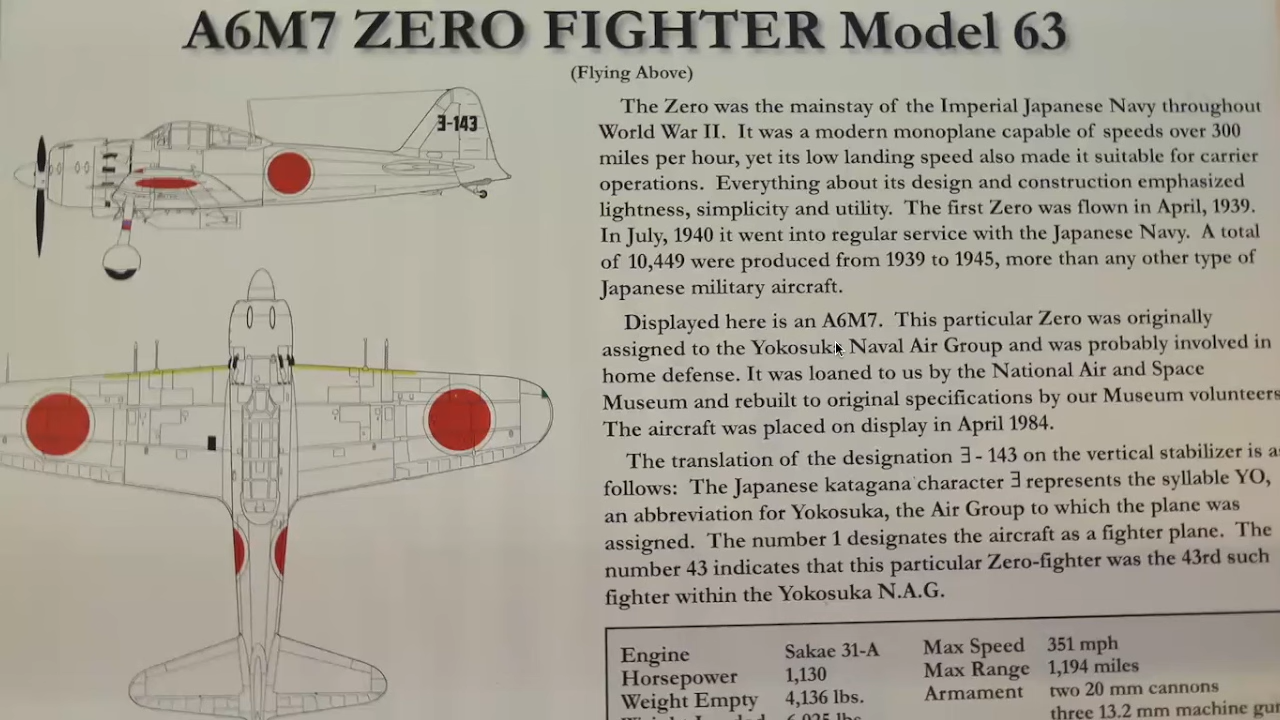 A6M7 ZERO FIGHTER Model 63
(Flying Above)
ヨ-143
The Zero was the mainstay of the Imperial Japanese Navy throughout
World War II. It was a modern monoplane capable of speeds over 300
miles per hour, yet its low landing speed also made it suitable for carrier
operations. Everything about its design and construction emphasized
lightness, simplicity and utility. The first Zero was flown in April, 1939.
In July, 1940 it went into regular service with the Japanese Navy. A total
of 10,449 were produced from 1939 to 1945, more than any other type of
Japanese military aircraft.
Displayed here is an A6M7. This particular Zero was originally
assigned to the Yokosuka Naval Air Group and was probably involved in
home defense. It was loaned to us by the National Air and Space
Museum and rebuilt to original specifications by our Museum volunteers
The aircraft was placed on display in April 1984.
The translation of the designation ヨ - 143 on the vertical stabilizer is as
follows: The Japanese katagana character ヨ represents the syllable YO,
an abbreviation for Yokosuka, the Air Group to which the plane was
assigned. The number 1 designates the aircraft as a fighter plane. The
number 43 indicates that this particular Zero-fighter was the 43rd such
fighter within the Yokosuka N.A.G.
Engine Sakae 31-A Max Speed 351 mph
Horsepower 1,130 Max Range 1,194 miles
Weight Empty 4,136 lbs. Armament two 20 mm cannons
three 13.2 mm machine